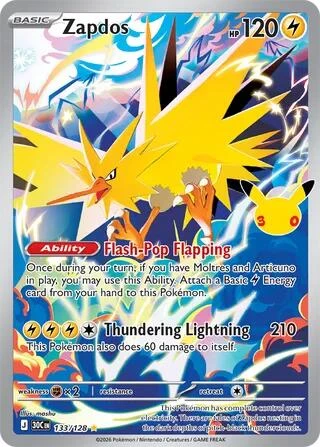 BASIC
Zapdos
HP 120
30
Ability Flash-Pop Flapping
Once during your turn, if you have Moltres and Articuno
in play, you may use this Ability. Attach a Basic Energy
card from your hand to this Pokémon.
Thundering Lightning 210
This Pokémon also does 60 damage to itself.
weakness ×2 resistance retreat
Illus. mashu
J 30C EN 133/128
This Pokémon has complete control over
electricity. There are tales of Zapdos nesting in
the dark depths of pitch-black thunderclouds.
©2026 Pokémon / Nintendo / Creatures / GAME FREAK